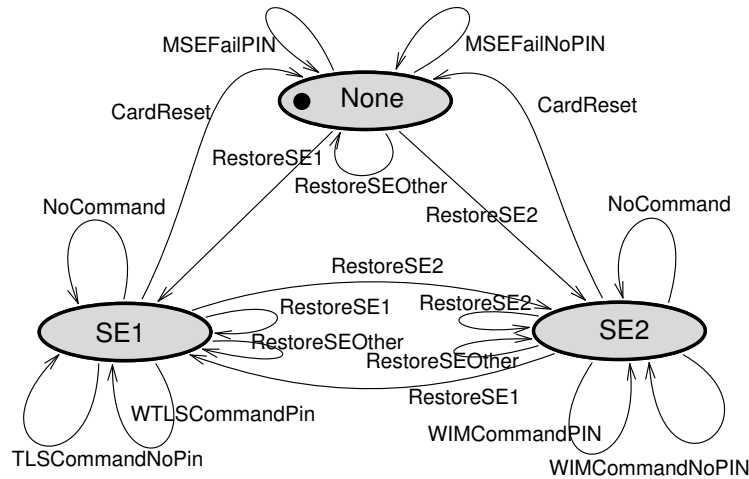 MSEFailPIN
MSEFailNoPIN
None
CardReset
CardReset
RestoreSE1
RestoreSEOther
RestoreSE2
NoCommand
NoCommand
RestoreSE2
RestoreSE1
RestoreSE2
SE1
SE2
RestoreSEOther
RestoreSEOther
RestoreSE1
WTLSCommandPin
WIMCommandPIN
TLSCommandNoPin
WIMCommandNoPIN